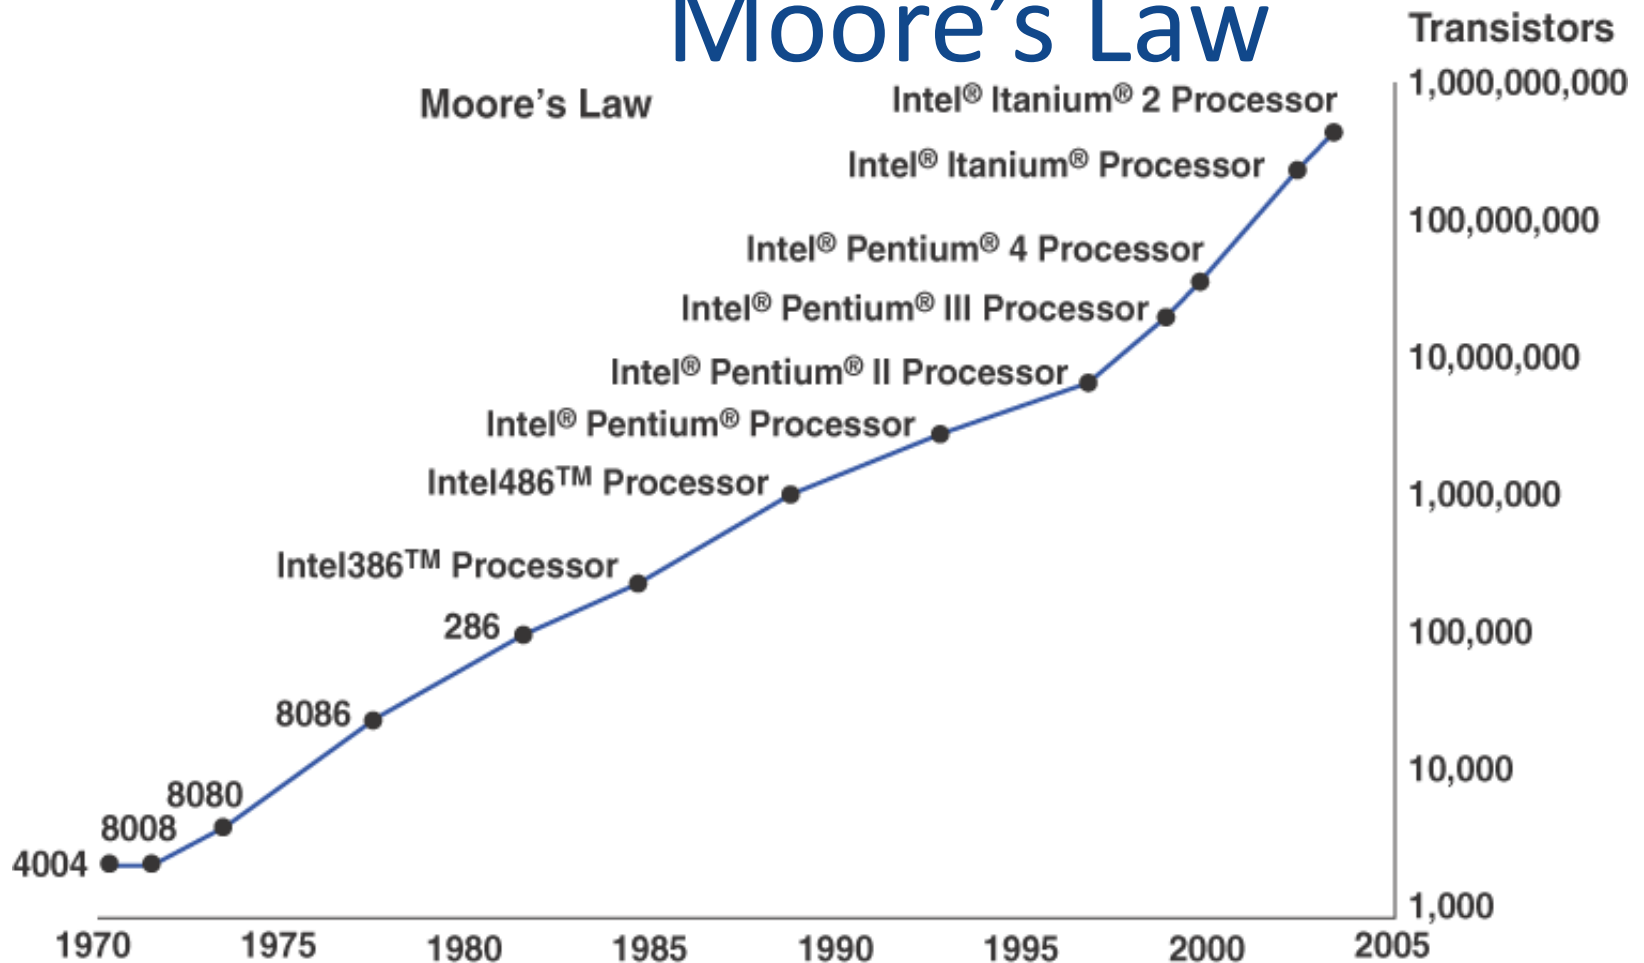 Moore’s Law
Transistors
Moore’s Law
1,000,000,000
Intel® Itanium® 2 Processor
Intel® Itanium® Processor
100,000,000
Intel® Pentium® 4 Processor
Intel® Pentium® III Processor
10,000,000
Intel® Pentium® II Processor
Intel® Pentium® Processor
Intel486™ Processor
1,000,000
Intel386™ Processor
286
100,000
8086
10,000
8080
8008
4004
1,000
1970 1975 1980 1985 1990 1995 2000 2005